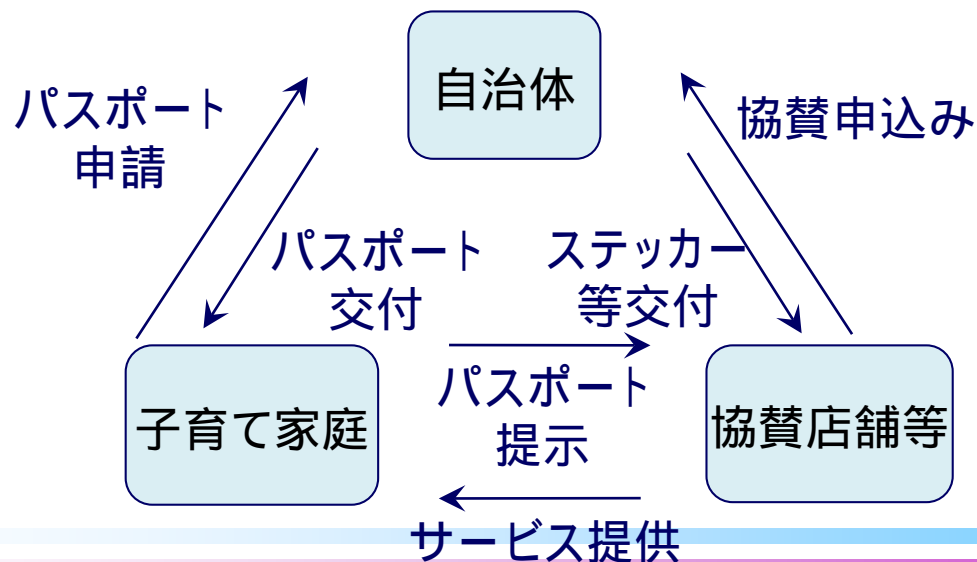 自治体
パスポート
申請
協賛申込み
パスポート
交付
ステッカー
等交付
パスポート
提示
子育て家庭
協賛店舗等
サービス提供